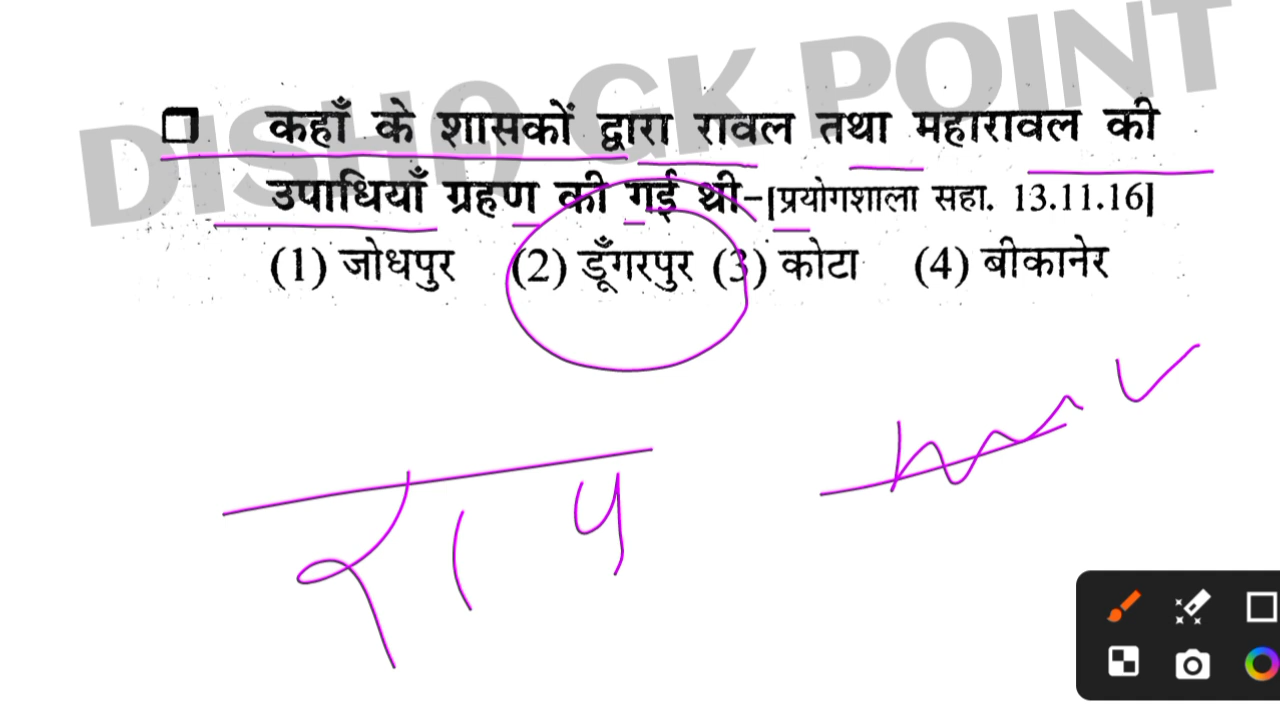 DISHO GK POINT
कहाँ के शासकों द्वारा रावल तथा महारावल की
उपाधियाँ ग्रहण की गई थी-[प्रयोगशाला सहा. 13.11.16]
(1) जोधपुर (2) डूँगरपुर (3) कोटा (4) बीकानेर